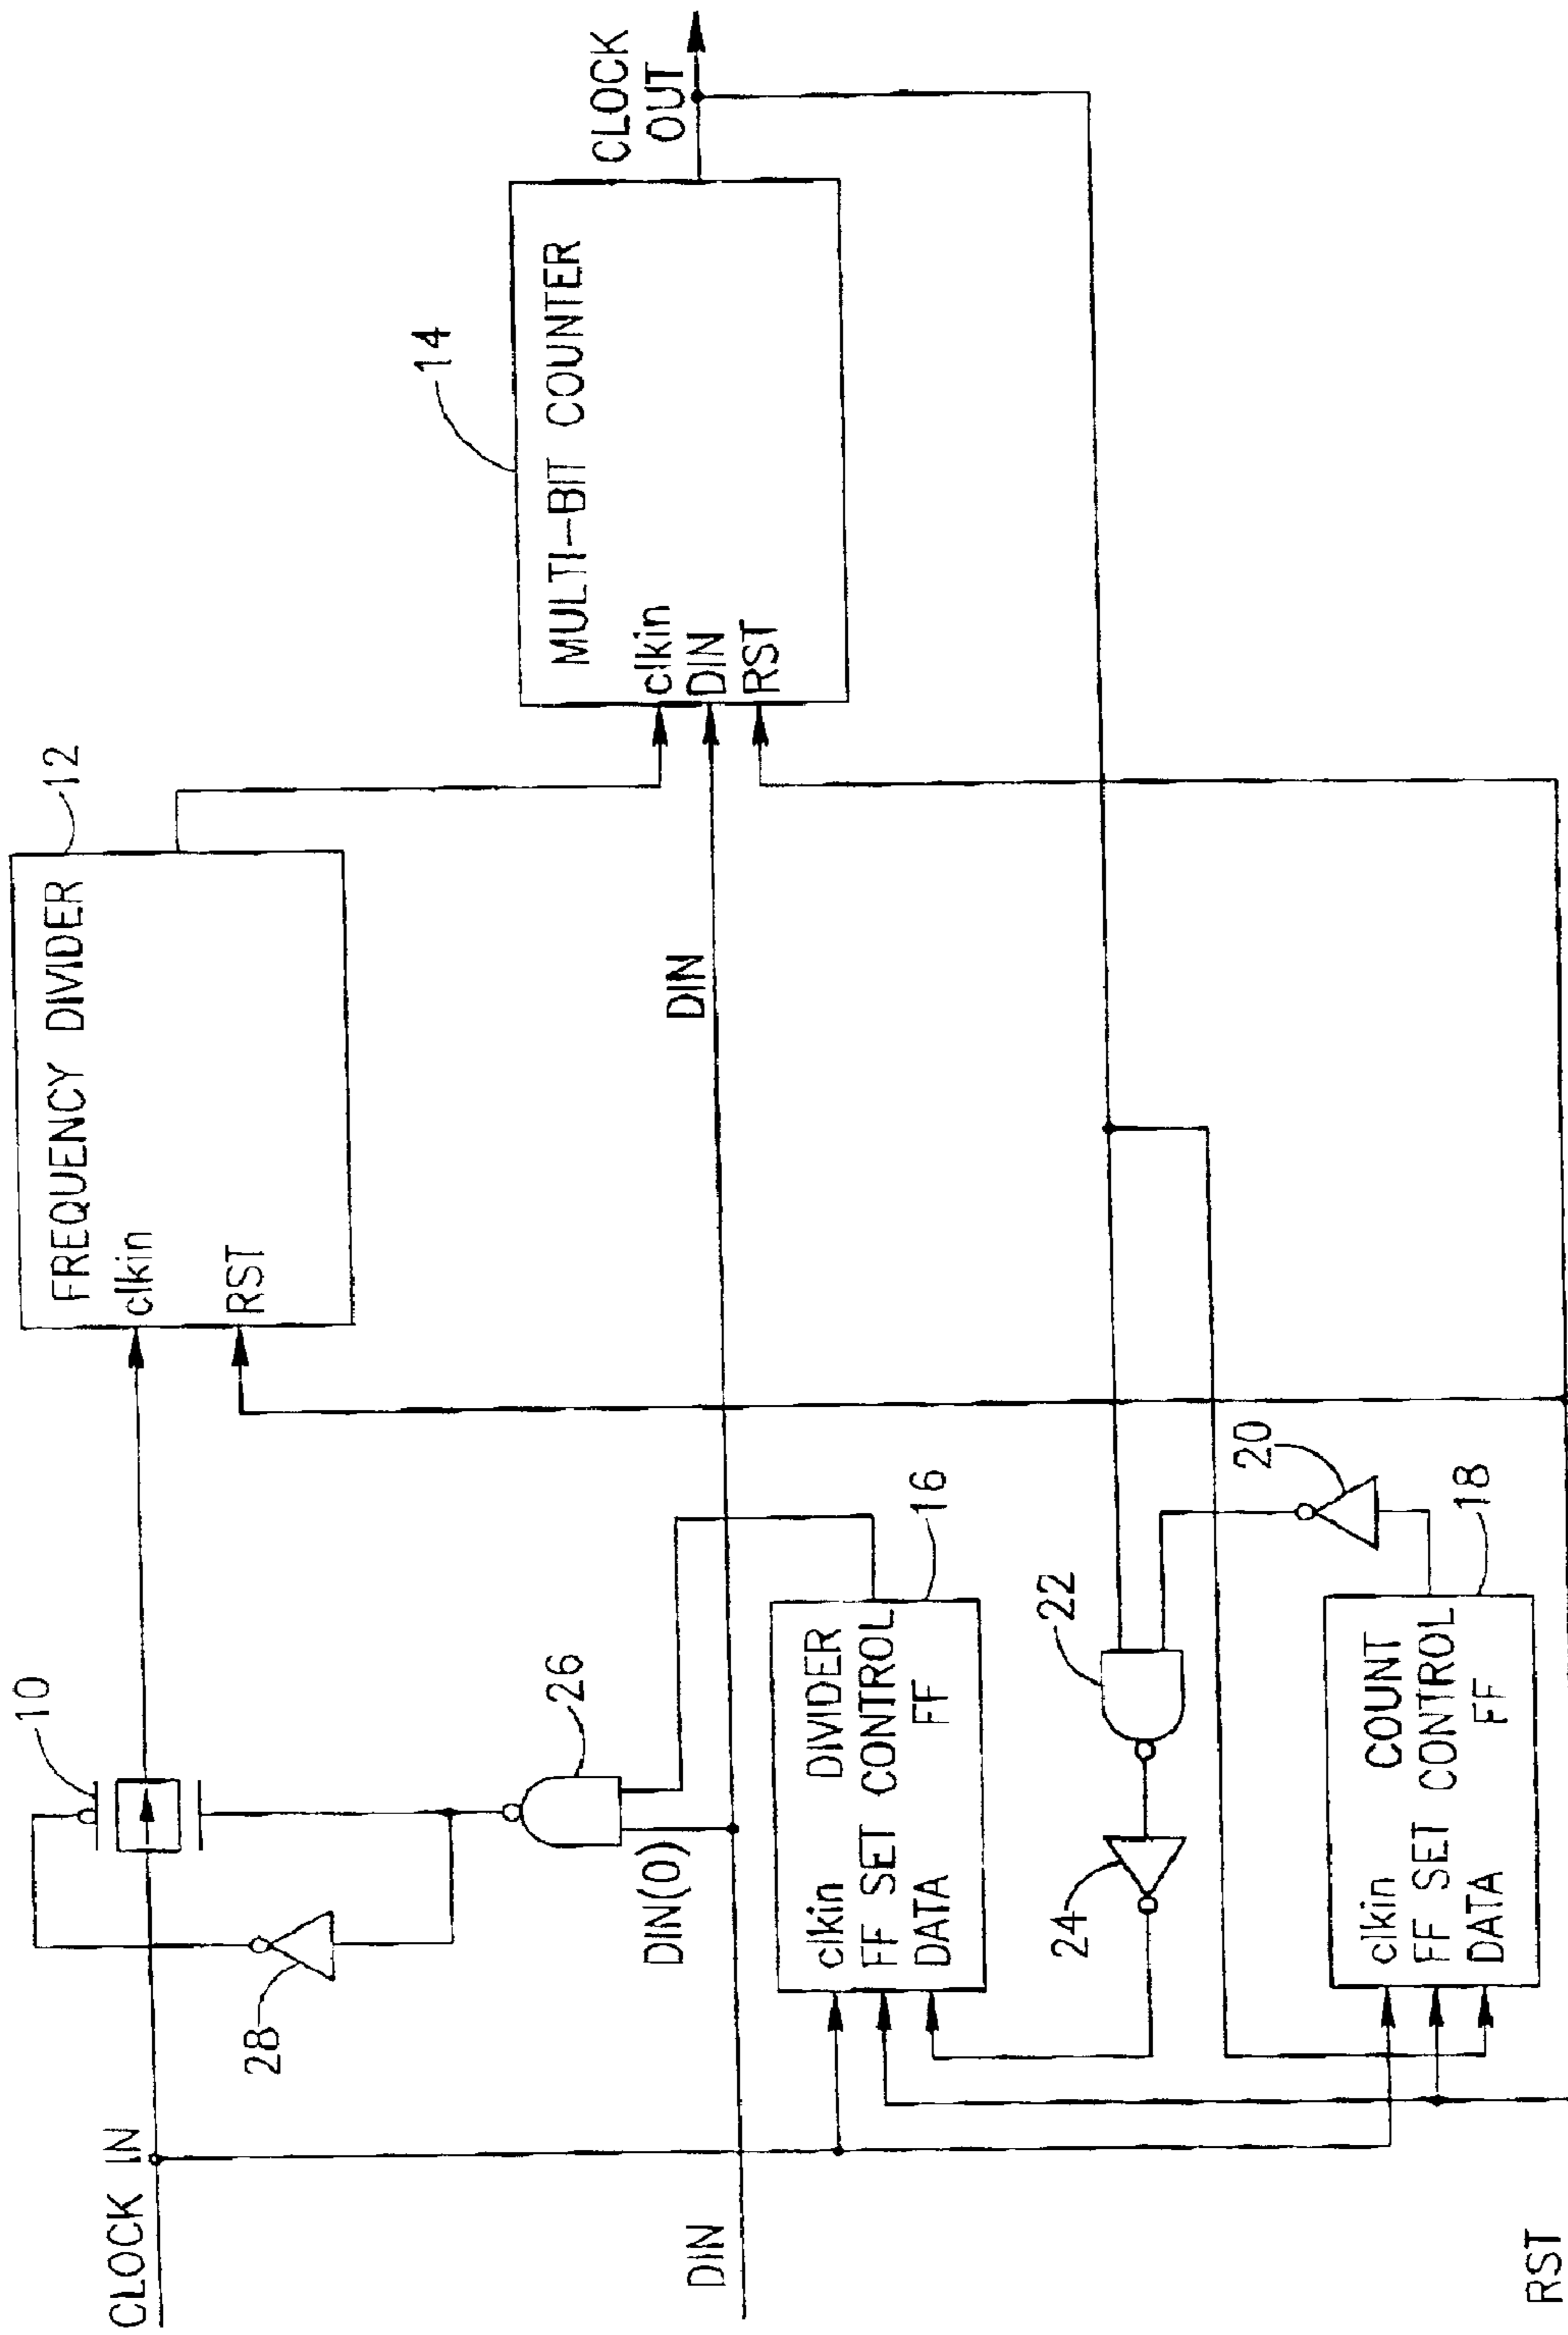 CLOCK IN
28
10
FREQUENCY DIVIDER
clkin
RST
12
DIN
DIN(0)
26
DIN
14
MULTI-BIT COUNTER
clkin
DIN
RST
CLOCK
OUT
clkin DIVIDER
FF SET CONTROL
DATA FF
16
24
22
20
clkin COUNT
FF SET CONTROL
DATA FF
18
RST